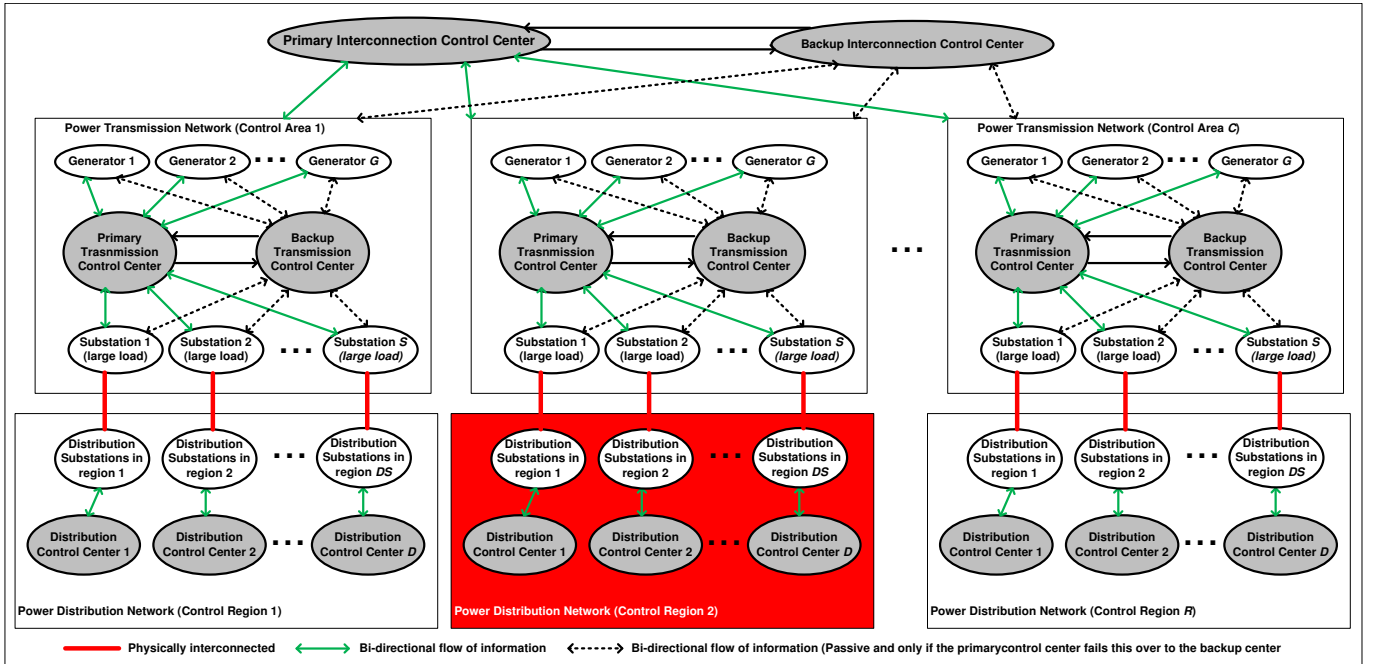 Primary Interconnection Control Center
Backup Interconnection Control Center
Power Transmission Network (Control Area 1)
Generator 1
Generator 2
Generator G
Primary
Trasnmission
Control Center
Backup
Transmission
Control Center
Substation 1
(large load)
Substation 2
(large load)
Substation S
(large load)
Generator 1
Generator 2
Generator G
Primary
Trasnmission
Control Center
Backup
Transmission
Control Center
Substation 1
(large load)
Substation 2
(large load)
Substation S
(large load)
Power Transmission Network (Control Area C)
Generator 1
Generator 2
Generator G
Primary
Trasnmission
Control Center
Backup
Transmission
Control Center
Substation 1
(large load)
Substation 2
(large load)
Substation S
(large load)
Distribution
Substations in
region 1
Distribution
Substations in
region 2
Distribution
Substations in
region DS
Distribution
Control Center 1
Distribution
Control Center 2
Distribution
Control Center D
Power Distribution Network (Control Region 1)
Distribution
Substations in
region 1
Distribution
Substations in
region 2
Distribution
Substations in
region DS
Distribution
Control Center 1
Distribution
Control Center 2
Distribution
Control Center D
Power Distribution Network (Control Region 2)
Distribution
Substations in
region 1
Distribution
Substations in
region 2
Distribution
Substations in
region DS
Distribution
Control Center 1
Distribution
Control Center 2
Distribution
Control Center D
Power Distribution Network (Control Region R)
Physically interconnected
Bi-directional flow of information
Bi-directional flow of information (Passive and only if the primarycontrol center fails this over to the backup center